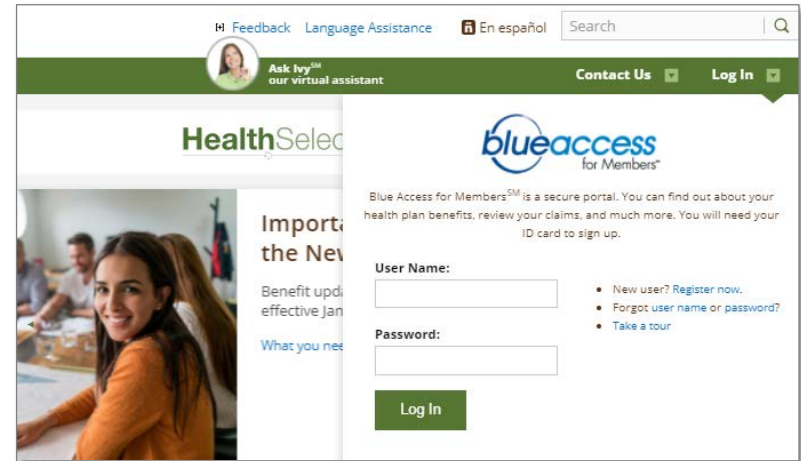 Feedback Language Assistance En español Search
Ask Ivy℠
our virtual assistant
Contact Us Log In
HealthSelec
blueaccess
for Members℠
Blue Access for Members℠ is a secure portal. You can find out about your
health plan benefits, review your claims, and much more. You will need your
ID card to sign up.
Importa
the Nev
Benefit upda
effective Jan
What you nee
User Name:
• New user? Register now.
• Forgot user name or password?
• Take a tour
Password:
Log In